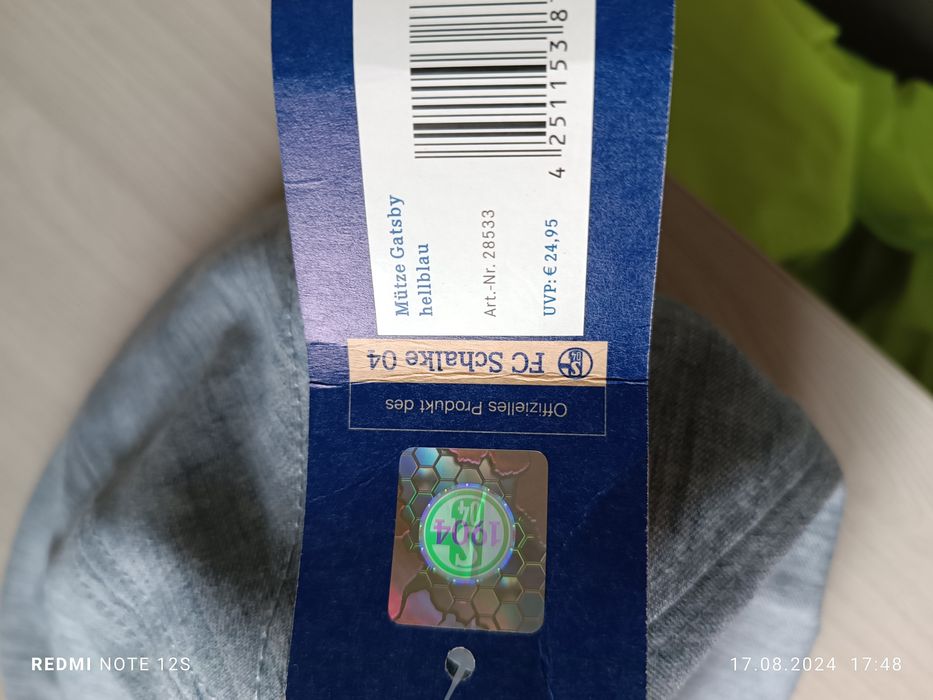 4 251153 8
Mütze Gatsby
hellblau
Art.-Nr. 28533
UVP: € 24,95
Offizielles Produkt des
FC Schalke 04
04
1904
S
REDMI NOTE 12S
17.08.2024 17:48